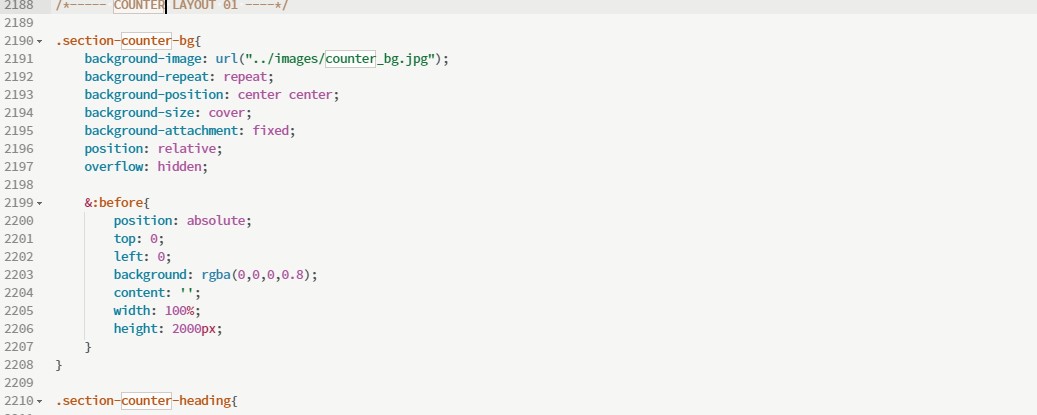 2188 /*----- COUNTER LAYOUT 01 ----*/
2189
2190 .section-counter-bg{
2191 background-image: url("../images/counter_bg.jpg");
2192 background-repeat: repeat;
2193 background-position: center center;
2194 background-size: cover;
2195 background-attachment: fixed;
2196 position: relative;
2197 overflow: hidden;
2198
2199 &:before{
2200 position: absolute;
2201 top: 0;
2202 left: 0;
2203 background: rgba(0,0,0,0.8);
2204 content: '';
2205 width: 100%;
2206 height: 2000px;
2207 }
2208 }
2209
2210 .section-counter-heading{